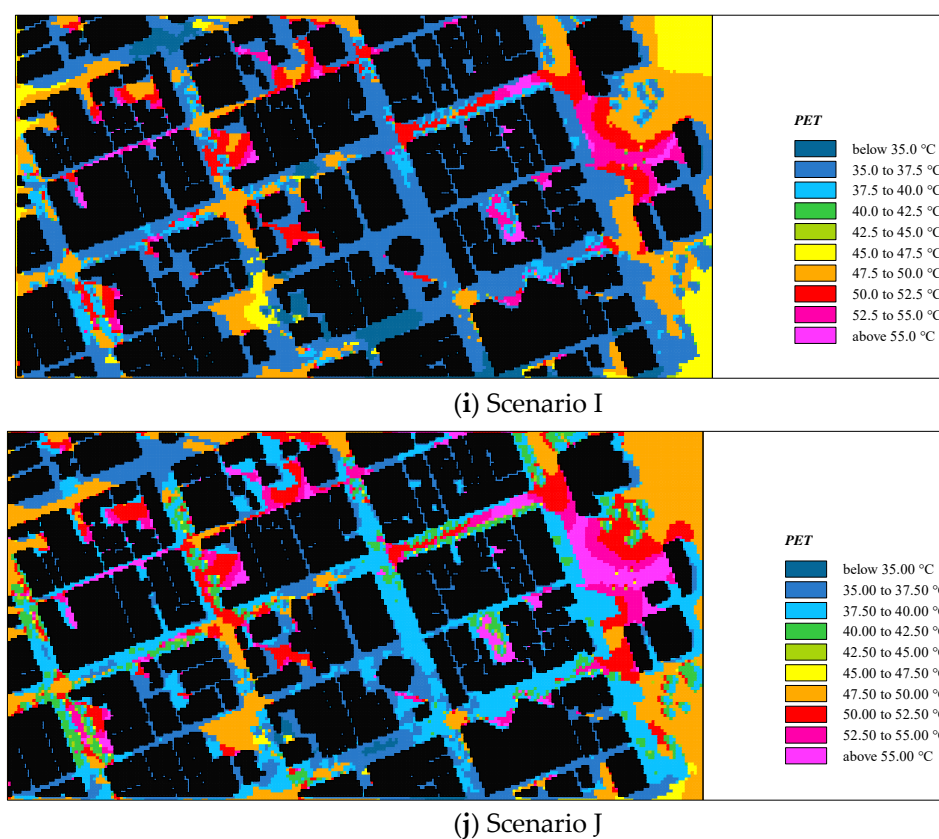 PET
below 35.0 °C
35.0 to 37.5 °C
37.5 to 40.0 °C
40.0 to 42.5 °C
42.5 to 45.0 °C
45.0 to 47.5 °C
47.5 to 50.0 °C
50.0 to 52.5 °C
52.5 to 55.0 °C
above 55.0 °C
(i) Scenario I
PET
below 35.00 °C
35.00 to 37.50 °C
37.50 to 40.00 °C
40.00 to 42.50 °C
42.50 to 45.00 °C
45.00 to 47.50 °C
47.50 to 50.00 °C
50.00 to 52.50 °C
52.50 to 55.00 °C
above 55.00 °C
(j) Scenario J